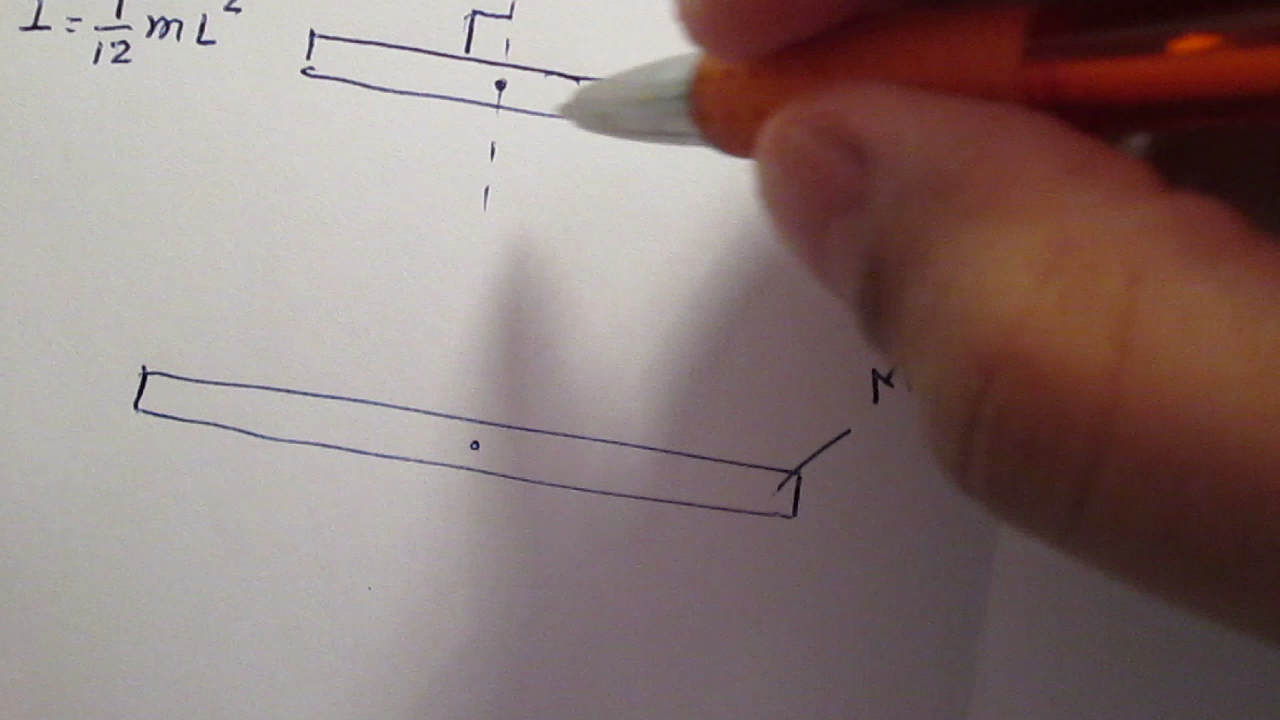 I = 1/12 mL²